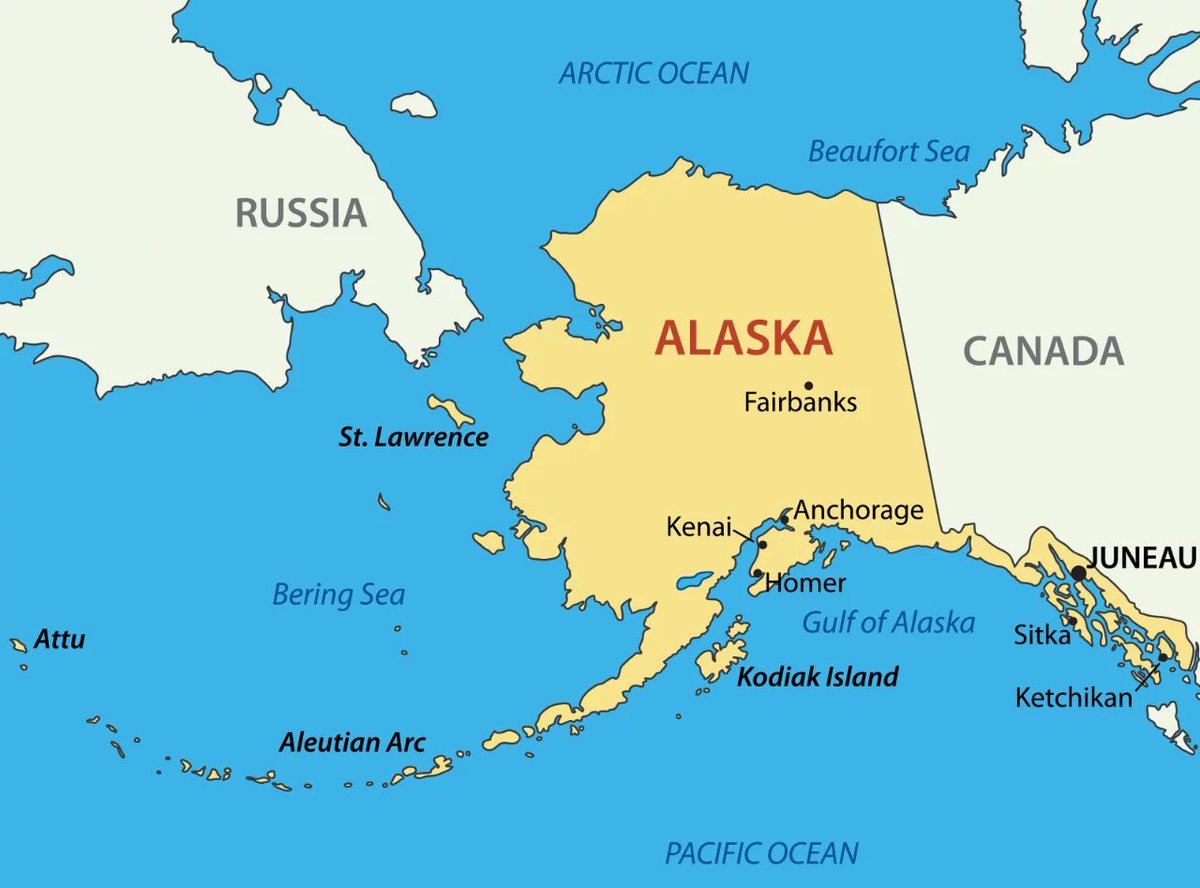 ARCTIC OCEAN
Beaufort Sea
RUSSIA
ALASKA
CANADA
Fairbanks
St. Lawrence
Anchorage
Kenai
JUNEAU
Homer
Bering Sea
Gulf of Alaska
Sitka
Attu
Kodiak Island
Ketchikan
Aleutian Arc
PACIFIC OCEAN